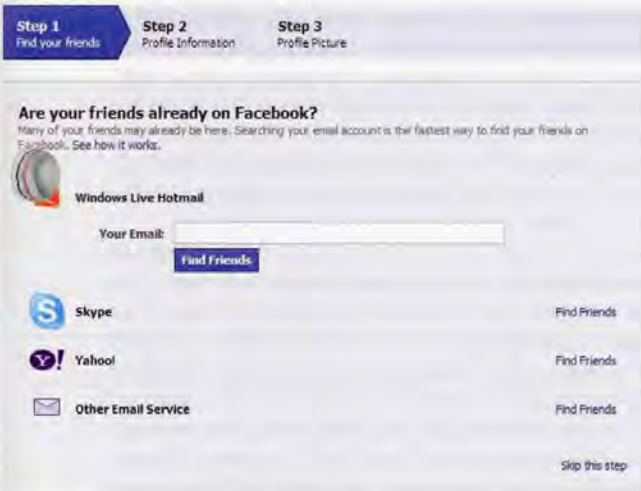 Step 1
Find your friends
Step 2
Profile Information
Step 3
Profile Picture
Are your friends already on Facebook?
Many of your friends may already be here. Searching your email account is the fastest way to find your friends on
Facebook. See how it works.
Windows Live Hotmail
Your Email:
Find Friends
Skype
Find Friends
Yahoo!
Find Friends
Other Email Service
Find Friends
Skip this step